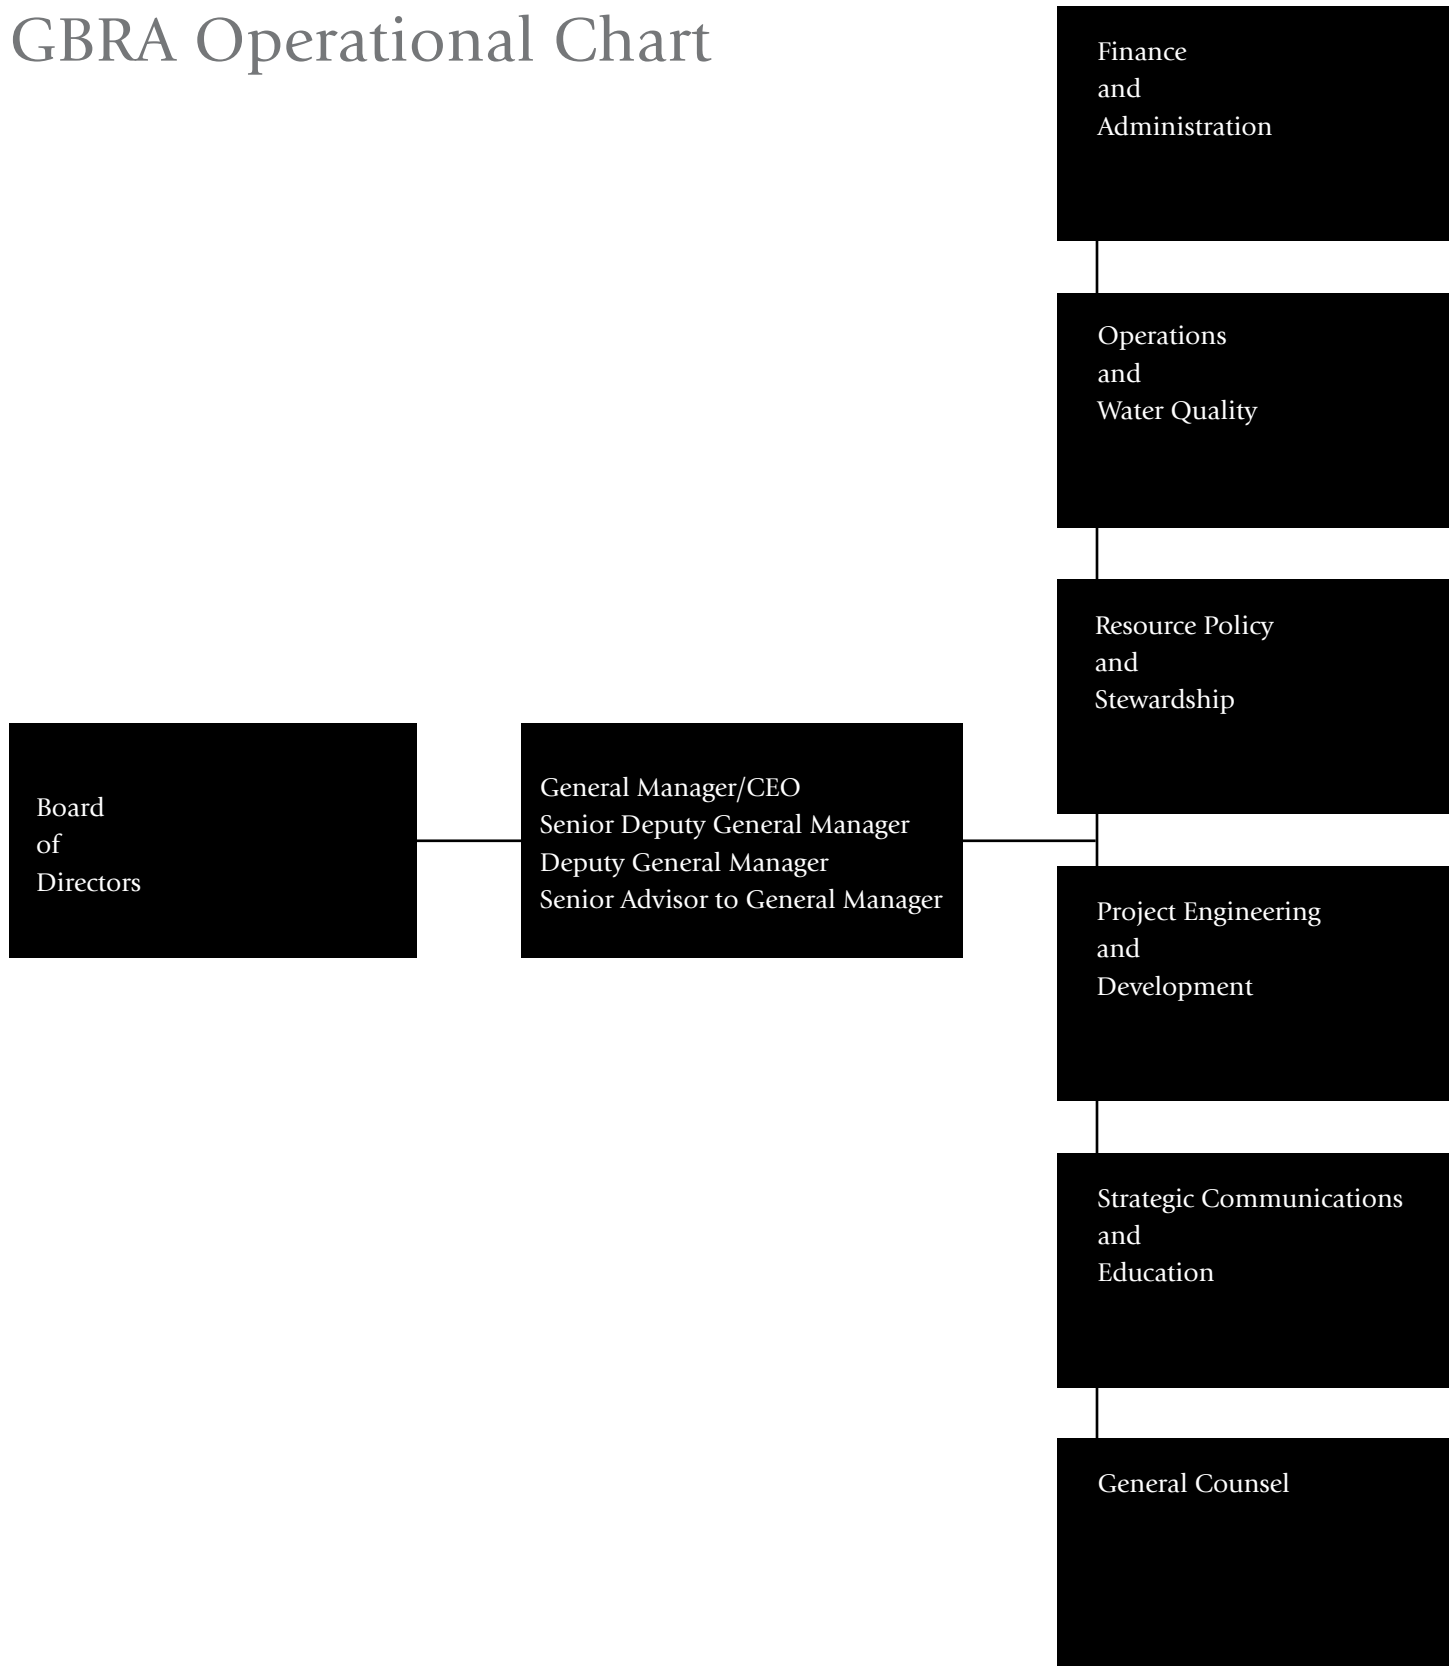 GBRA Operational Chart
Finance
and
Administration
Operations
and
Water Quality
Resource Policy
and
Stewardship
Board
of
Directors
General Manager/CEO
Senior Deputy General Manager
Deputy General Manager
Senior Advisor to General Manager
Project Engineering
and
Development
Strategic Communications
and
Education
General Counsel